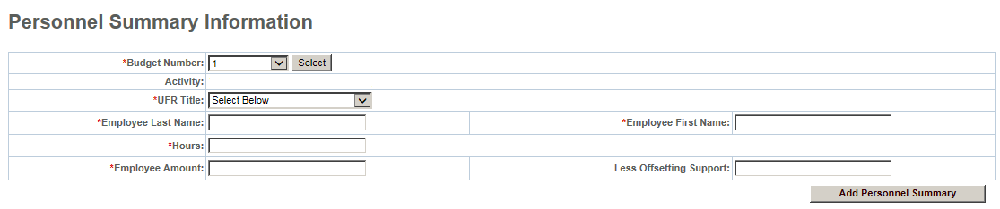 Personnel Summary Information
*Budget Number: 1 Select
Activity:
*UFR Title: Select Below
*Employee Last Name: *Employee First Name:
*Hours:
*Employee Amount: Less Offsetting Support:
Add Personnel Summary